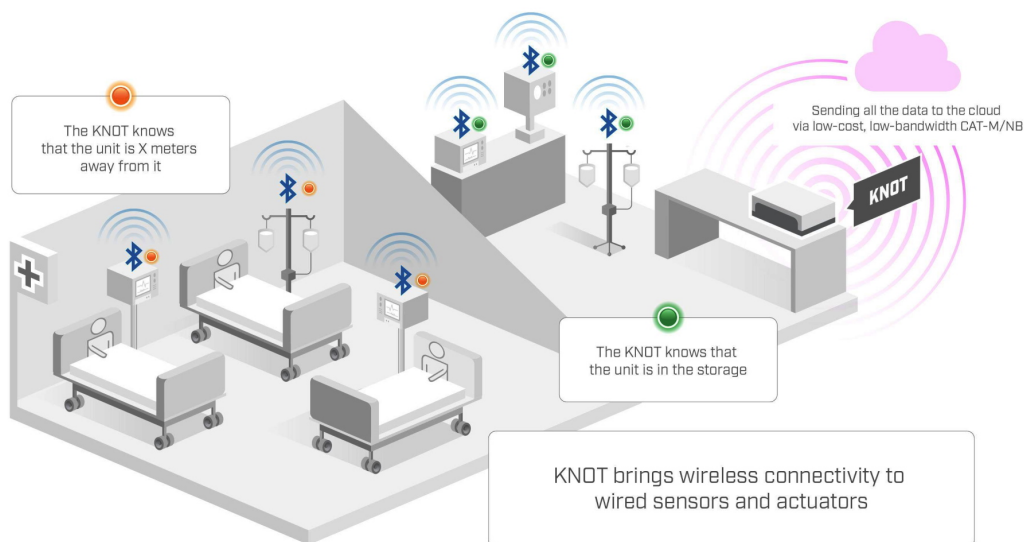 The KNOT knows
that the unit is X meters
away from it
Sending all the data to the cloud
via low-cost, low-bandwidth CAT-M/NB
KNOT
The KNOT knows that
the unit is in the storage
KNOT brings wireless connectivity to
wired sensors and actuators